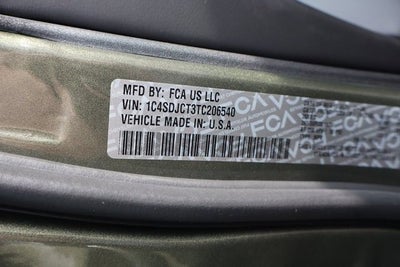 MFD BY: FCA US LLC
VIN: 1C4SDJCT3TC206540
VEHICLE MADE IN: U.S.A.